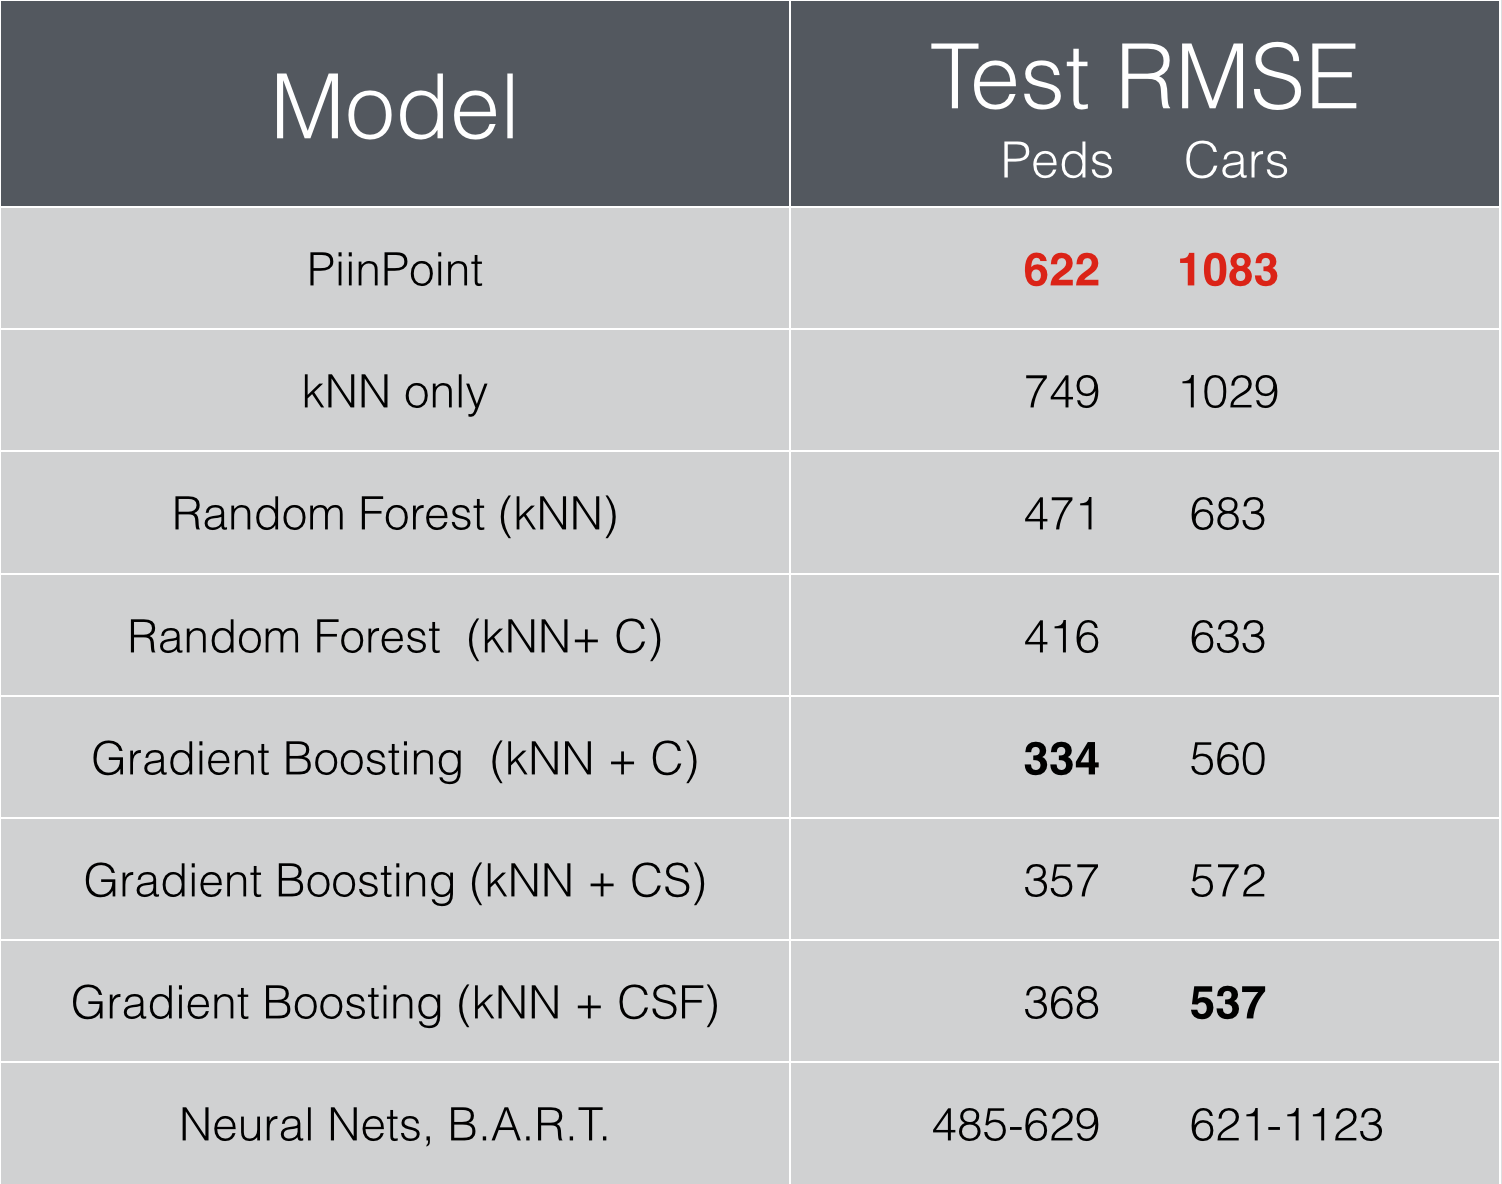 Model Test RMSE
Peds Cars
PiinPoint 622 1083
kNN only 749 1029
Random Forest (kNN) 471 683
Random Forest (kNN+ C) 416 633
Gradient Boosting (kNN + C) 334 560
Gradient Boosting (kNN + CS) 357 572
Gradient Boosting (kNN + CSF) 368 537
Neural Nets, B.A.R.T. 485-629 621-1123